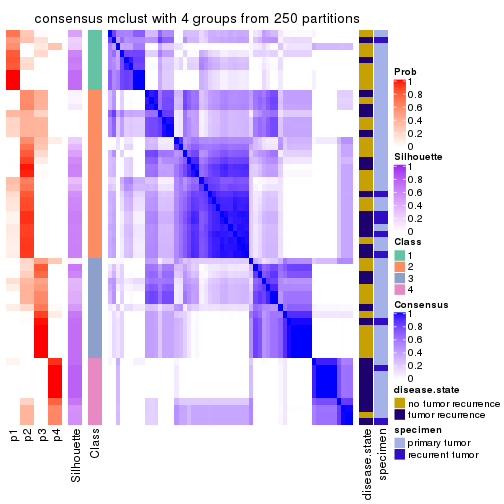 consensus mclust with 4 groups from 250 partitions
Prob
1
0.8
0.6
0.4
0.2
0
Silhouette
1
0.8
0.6
0.4
0.2
0
Class
1
2
3
4
Consensus
1
0.8
0.6
0.4
0.2
0
disease.state
no tumor recurrence
tumor recurrence
specimen
primary tumor
recurrent tumor
p1
p2
p3
p4
Silhouette
Class
disease.state
specimen